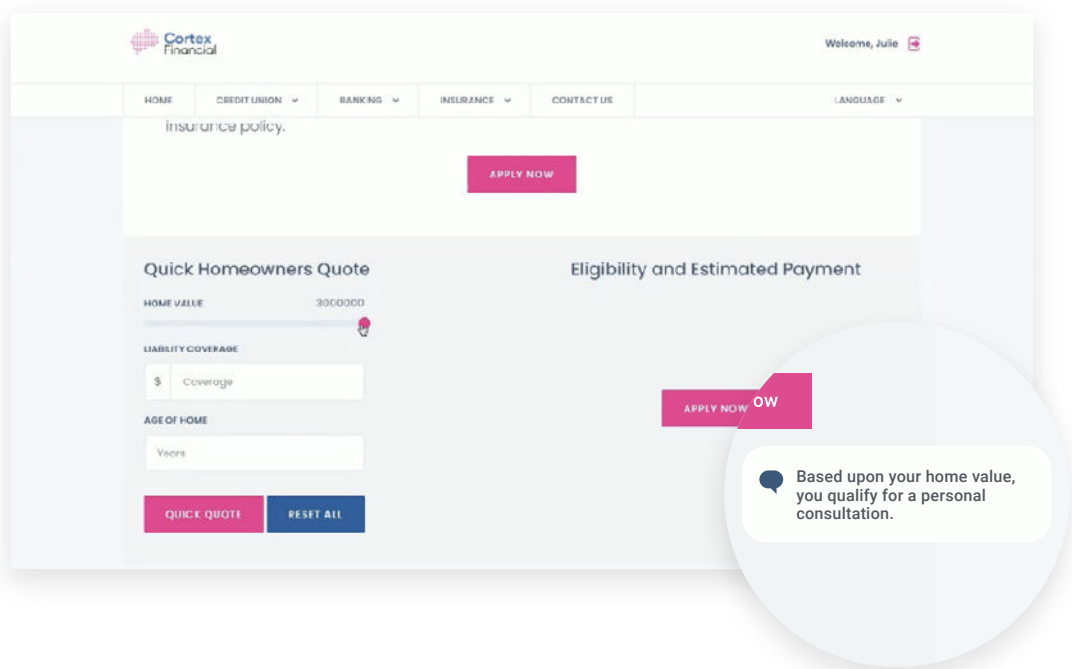 Cortex
Financial
Welcome, Julie
HOME CREDIT UNION BANKING INSURANCE CONTACT US LANGUAGE
insurance policy.
APPLY NOW
Quick Homeowners Quote
HOME VALUE 3000000
LIABILITY COVERAGE
$ Coverage
AGE OF HOME
Years
QUICK QUOTE RESET ALL
Eligibility and Estimated Payment
APPLY NOW
OW
Based upon your home value,
you qualify for a personal
consultation.